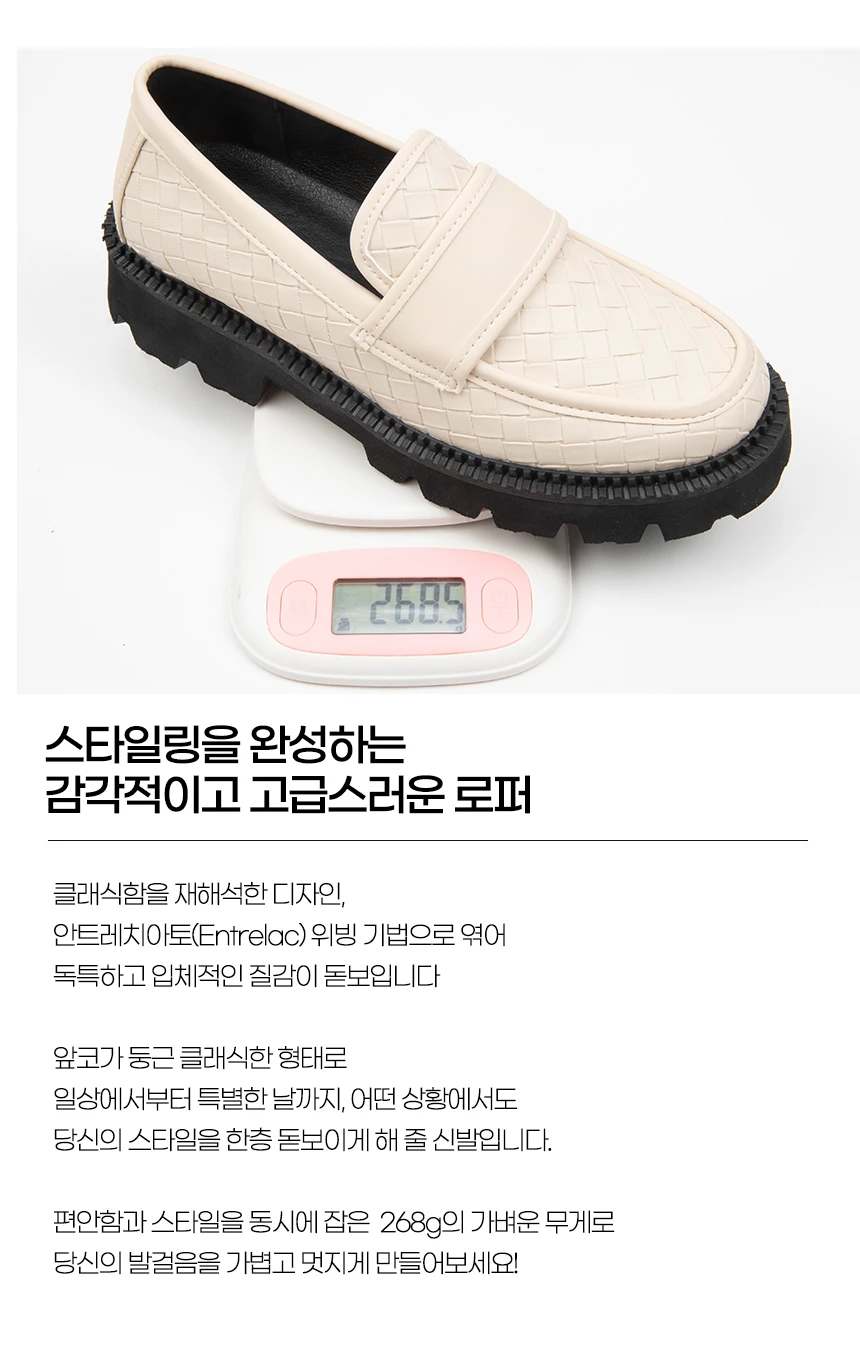 268.5
스타일링을 완성하는
감각적이고 고급스러운 로퍼
클래식함을 재해석한 디자인,
안트레치아토(Entrelac) 위빙 기법으로 엮어
독특하고 입체적인 질감이 돋보입니다
앞코가 둥근 클래식한 형태로
일상에서부터 특별한 날까지, 어떤 상황에서도
당신의 스타일을 한층 돋보이게 해 줄 신발입니다.
편안함과 스타일을 동시에 잡은 268g의 가벼운 무게로
당신의 발걸음을 가볍고 멋지게 만들어보세요!